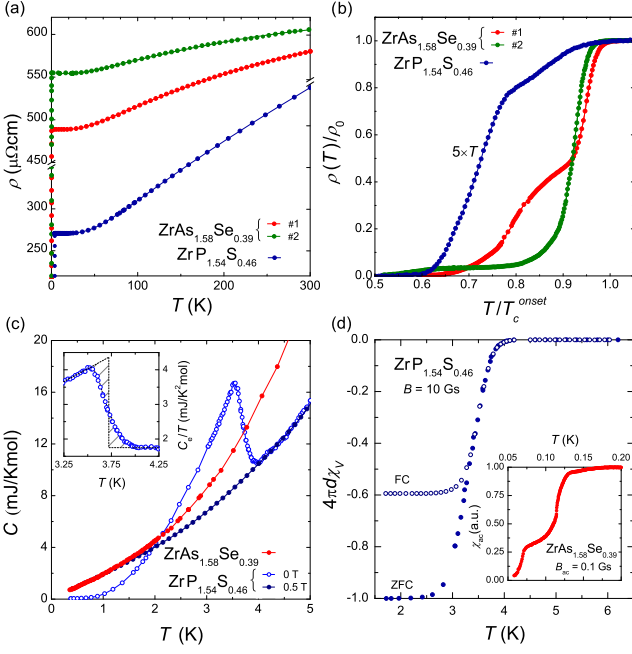 (a)
600
550
500
450
300
250
ρ (μΩcm)
ZrAs1.58Se0.39 { #1
#2
ZrP1.54S0.46
0 100 200 300
T (K)
(b)
1.0
0.8
0.6
0.4
0.2
0.0
ρ(T)/ρ0
ZrAs1.58Se0.39 { #1
#2
ZrP1.54S0.46
5×T
0.5 0.6 0.7 0.8 0.9 1.0
T/Tc onset
(c)
20
16
12
8
4
0
C (mJ/Kmol)
4
3
2
Ce/T (mJ/K2mol)
3.25 3.75 4.25
T (K)
ZrAs1.58Se0.39
ZrP1.54S0.46 { 0 T
0.5 T
0 1 2 3 4 5
T (K)
(d)
0.0
-0.2
-0.4
-0.6
-0.8
-1.0
4πdχV
ZrP1.54S0.46
B = 10 Gs
FC
ZFC
T (K)
0.05 0.10 0.15 0.20
1.00
0.75
0.50
0.25
0.00
χac(a.u.)
ZrAs1.58Se0.39
Bac = 0.1 Gs
2 3 4 5 6
T (K)